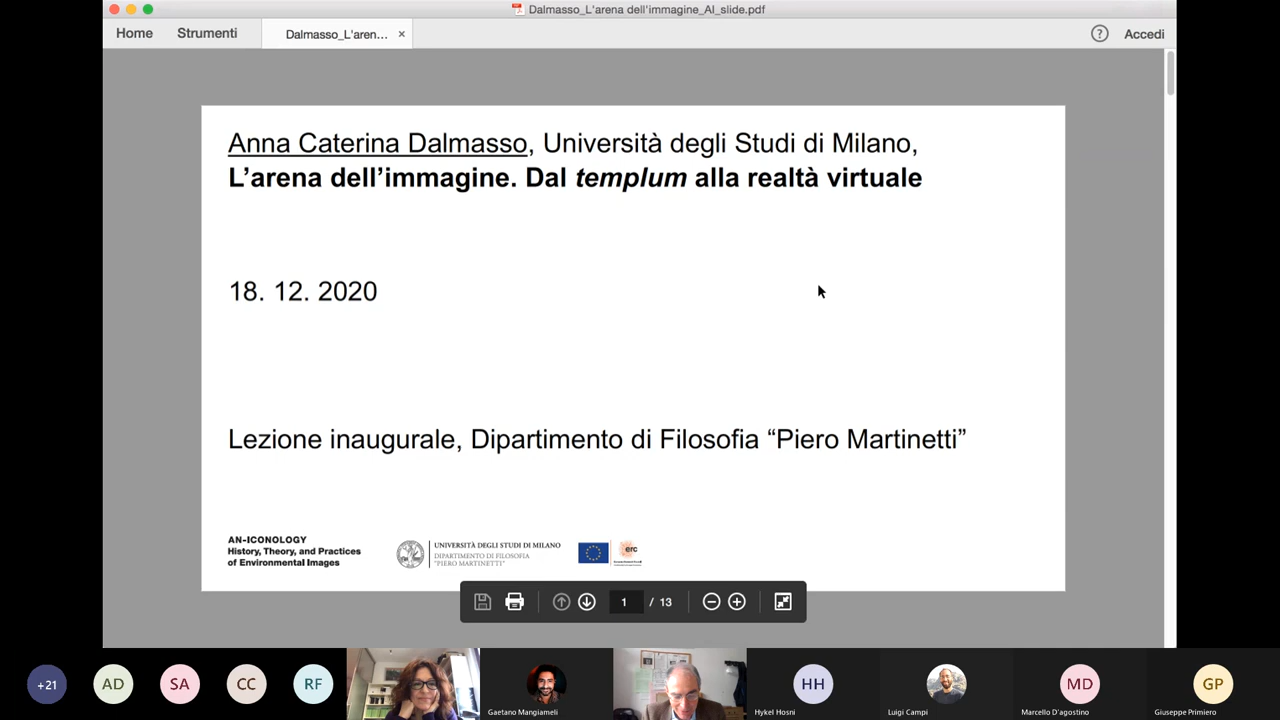 Dalmasso_L'arena dell'immagine_AI_slide.pdf
Home
Strumenti
Dalmasso_L'aren...
Accedi
Anna Caterina Dalmasso, Università degli Studi di Milano,
L’arena dell’immagine. Dal templum alla realtà virtuale
18. 12. 2020
Lezione inaugurale, Dipartimento di Filosofia “Piero Martinetti”
AN-ICONOLOGY
History, Theory, and Practices
of Environmental Images
UNIVERSITÀ DEGLI STUDI DI MILANO
DIPARTIMENTO DI FILOSOFIA
"PIERO MARTINETTI"
erc
1 / 13
+21
AD
SA
CC
RF
Gaetano Mangiameli
HH
Hykel Hosni
Luigi Campi
MD
Marcello D'agostino
GP
Giuseppe Primiero